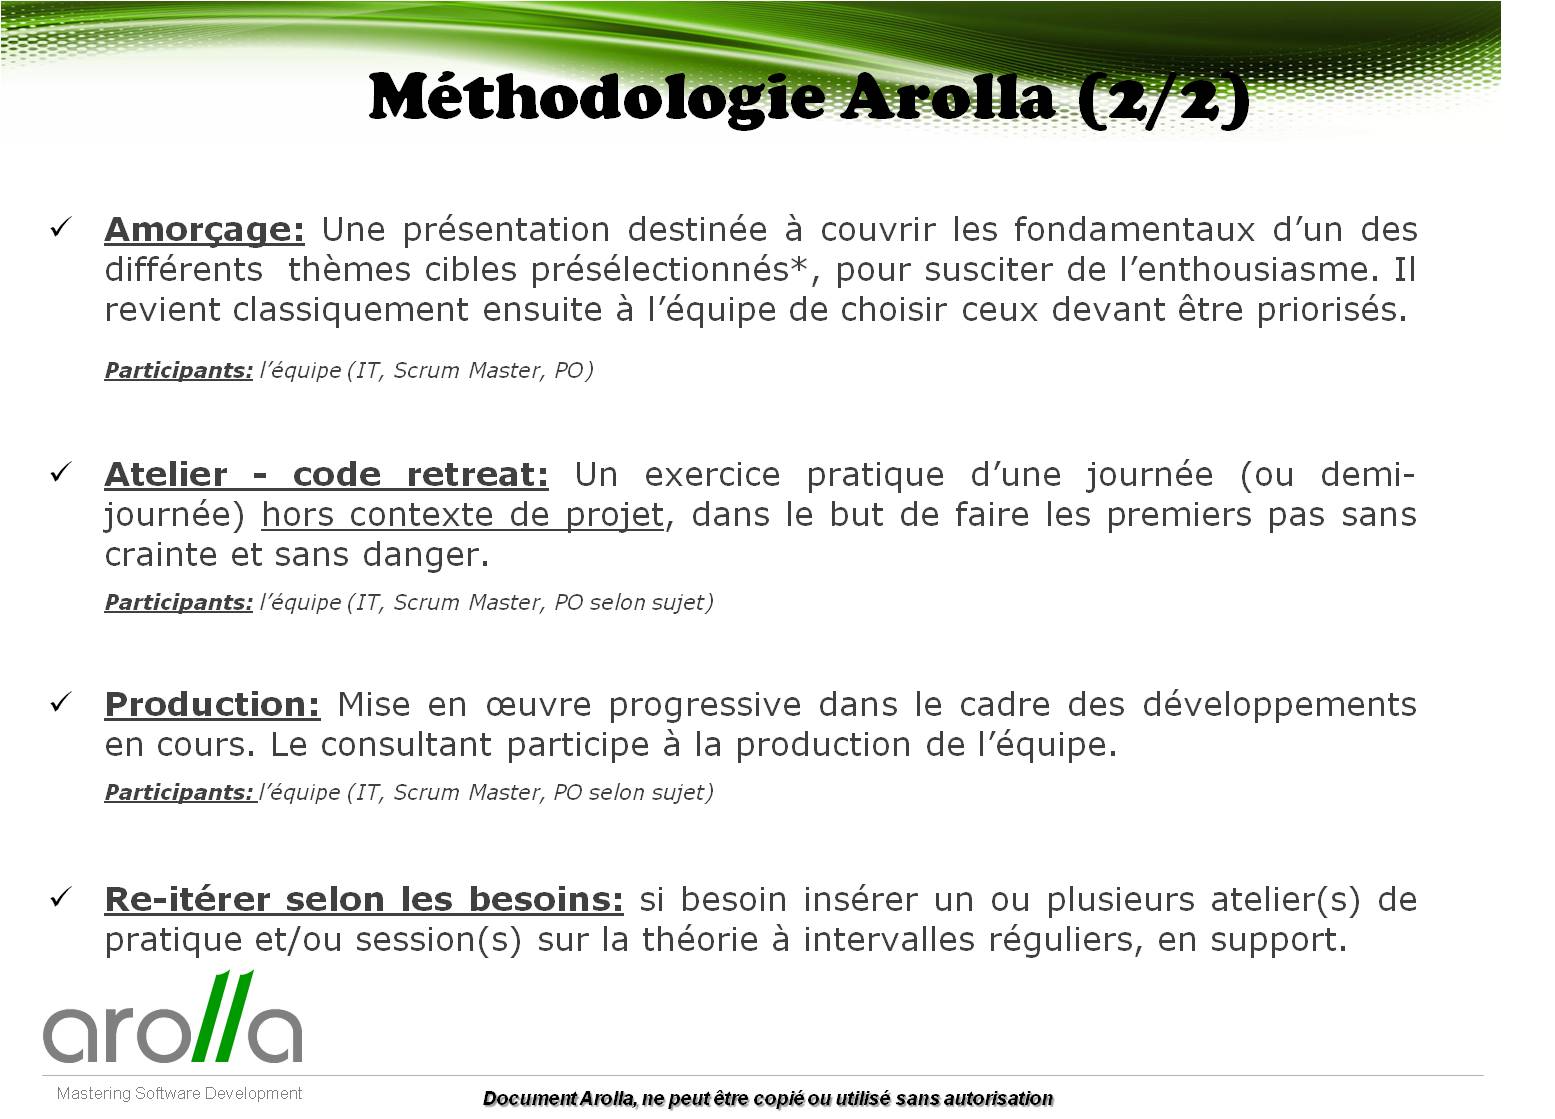 Méthodologie Arolla (2/2)
✓ Amorçage: Une présentation destinée à couvrir les fondamentaux d’un des
différents thèmes cibles présélectionnés*, pour susciter de l’enthousiasme. Il
revient classiquement ensuite à l’équipe de choisir ceux devant être priorisés.
Participants: l’équipe (IT, Scrum Master, PO)
✓ Atelier - code retreat: Un exercice pratique d’une journée (ou demi-
journée) hors contexte de projet, dans le but de faire les premiers pas sans
crainte et sans danger.
Participants: l’équipe (IT, Scrum Master, PO selon sujet)
✓ Production: Mise en œuvre progressive dans le cadre des développements
en cours. Le consultant participe à la production de l’équipe.
Participants: l’équipe (IT, Scrum Master, PO selon sujet)
✓ Re-itérer selon les besoins: si besoin insérer un ou plusieurs atelier(s) de
pratique et/ou session(s) sur la théorie à intervalles réguliers, en support.
arolla
Mastering Software Development
Document Arolla, ne peut être copié ou utilisé sans autorisation